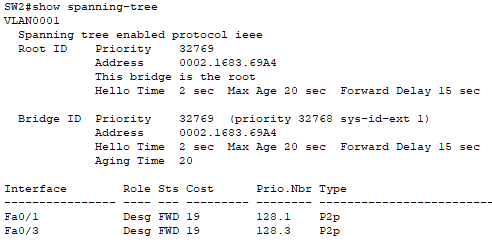 SW2#show spanning-tree
VLAN0001
  Spanning tree enabled protocol ieee
  Root ID    Priority    32769
             Address     0002.1683.69A4
             This bridge is the root
             Hello Time  2 sec  Max Age 20 sec  Forward Delay 15 sec

  Bridge ID  Priority    32769  (priority 32768 sys-id-ext 1)
             Address     0002.1683.69A4
             Hello Time  2 sec  Max Age 20 sec  Forward Delay 15 sec
             Aging Time  20

Interface        Role Sts Cost      Prio.Nbr Type
---------------- ---- --- --------- -------- --------------------------------
Fa0/1            Desg FWD 19        128.1    P2p
Fa0/3            Desg FWD 19        128.3    P2p